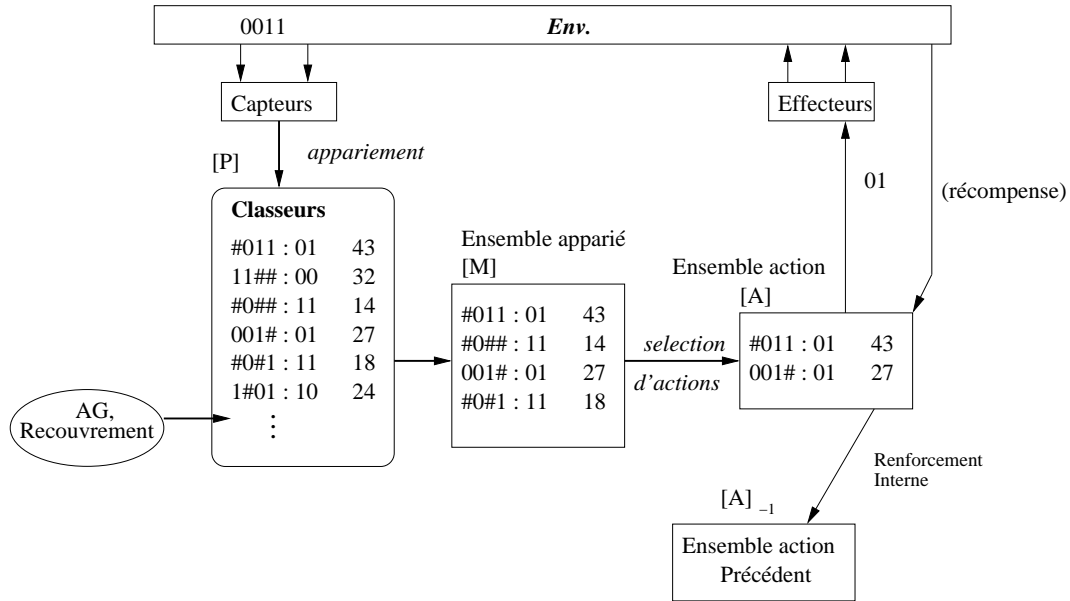 0011 Env.
Capteurs
Effecteurs
[P]
appariement
01
(récompense)
Classeurs
#011 : 01 43
11## : 00 32
#0## : 11 14
001# : 01 27
#0#1 : 11 18
1#01 : 10 24
⋮
AG,
Recouvrement
Ensemble apparié
[M]
#011 : 01 43
#0## : 11 14
001# : 01 27
#0#1 : 11 18
selection
d'actions
Ensemble action
[A]
#011 : 01 43
001# : 01 27
Renforcement
Interne
[A] −1
Ensemble action
Précédent